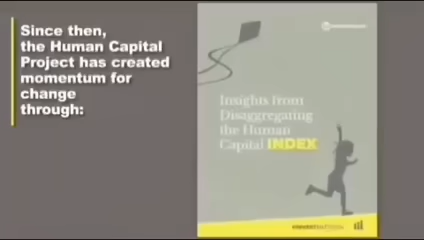 Since then,
the Human Capital
Project has created
momentum for
change
through:
Insights from
Disaggregating
the Human
Capital INDEX